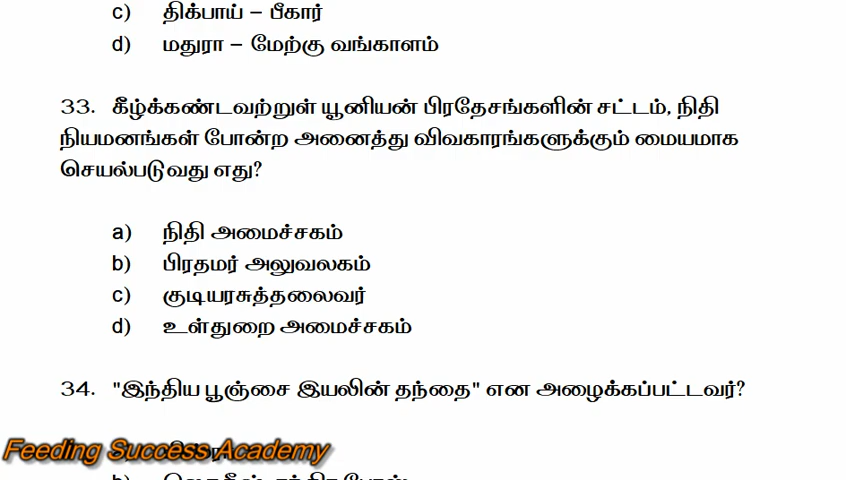 c) திக்பாய் – பீகார்
d) மதுரா – மேற்கு வங்காளம்
33. கீழ்க்கண்டவற்றுள் யூனியன் பிரதேசங்களின் சட்டம், நிதி
நியமனங்கள் போன்ற அனைத்து விவகாரங்களுக்கும் மையமாக
செயல்படுவது எது?
a) நிதி அமைச்சகம்
b) பிரதமர் அலுவலகம்
c) குடியரசுத்தலைவர்
d) உள்துறை அமைச்சகம்
34. "இந்திய பூஞ்சை இயலின் தந்தை" என அழைக்கப்பட்டவர்?
Feeding Success Academy